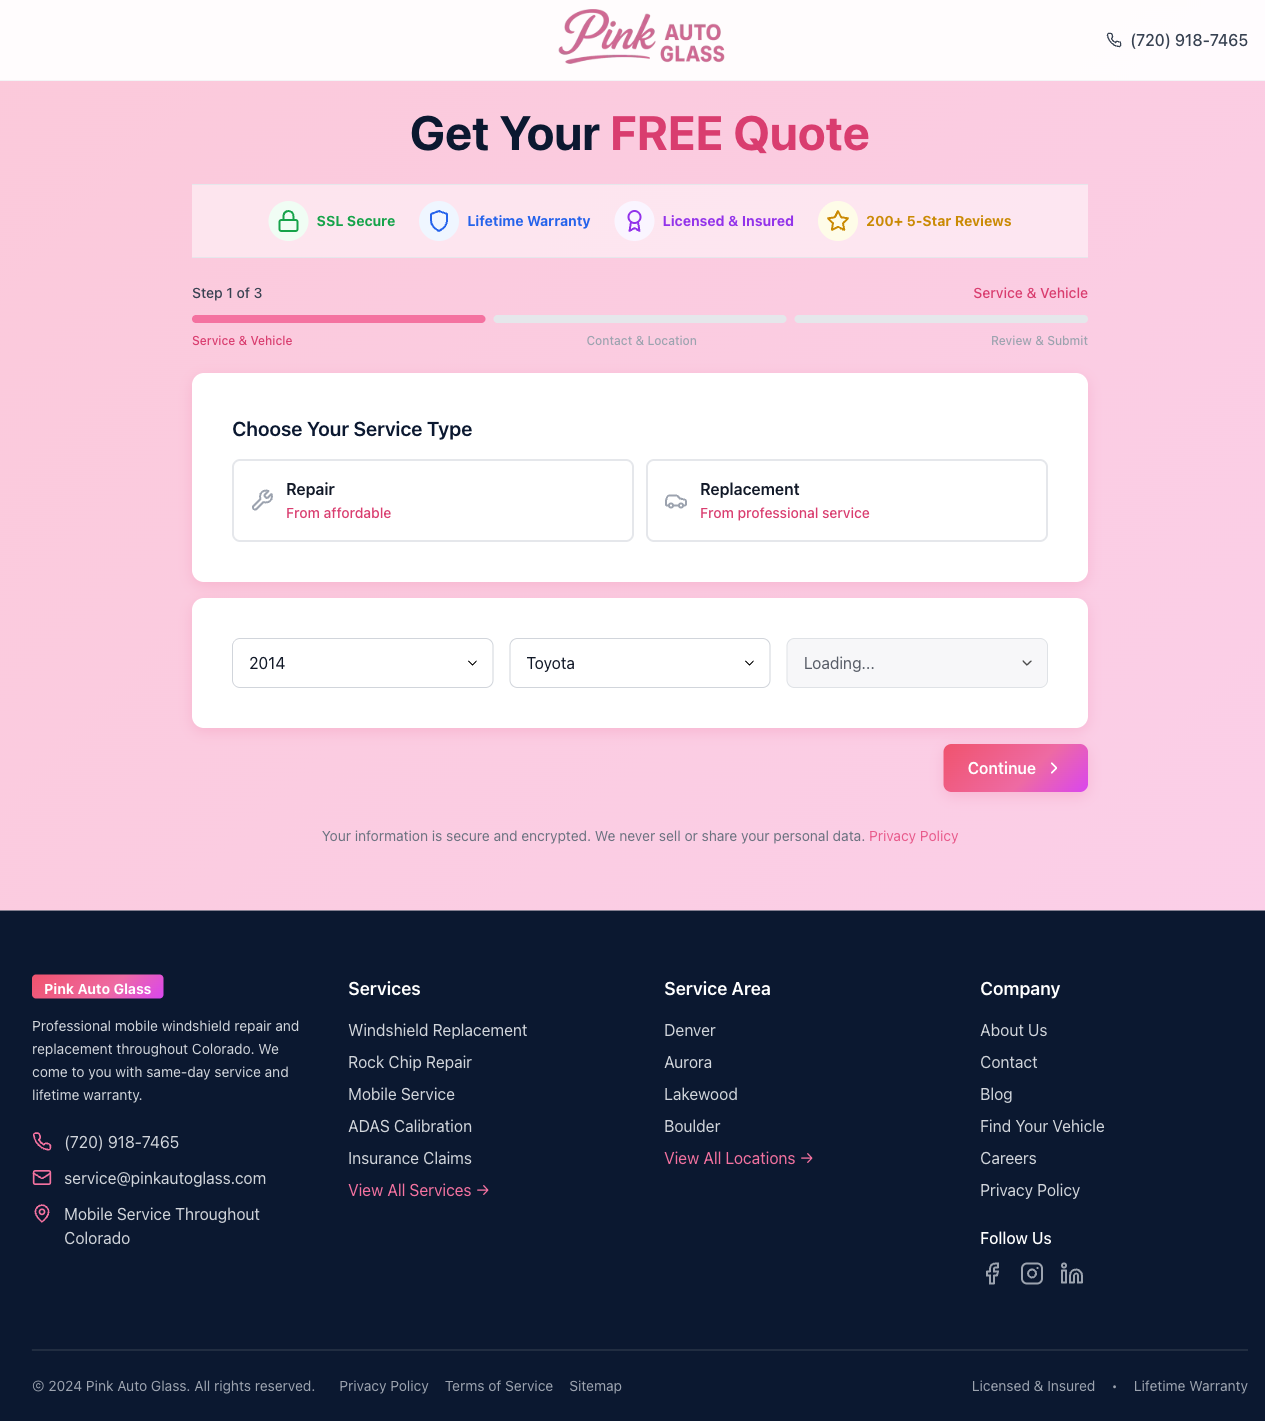 Pink AUTO GLASS
(720) 918-7465
Get Your FREE Quote
SSL Secure
Lifetime Warranty
Licensed & Insured
200+ 5-Star Reviews
Step 1 of 3
Service & Vehicle
Service & Vehicle
Contact & Location
Review & Submit
Choose Your Service Type
Repair
From affordable
Replacement
From professional service
2014
Toyota
Loading...
Continue
Your information is secure and encrypted. We never sell or share your personal data. Privacy Policy
Pink Auto Glass
Professional mobile windshield repair and
replacement throughout Colorado. We
come to you with same-day service and
lifetime warranty.
(720) 918-7465
service@pinkautoglass.com
Mobile Service Throughout
Colorado
Services
Windshield Replacement
Rock Chip Repair
Mobile Service
ADAS Calibration
Insurance Claims
View All Services →
Service Area
Denver
Aurora
Lakewood
Boulder
View All Locations →
Company
About Us
Contact
Blog
Find Your Vehicle
Careers
Privacy Policy
Follow Us
© 2024 Pink Auto Glass. All rights reserved.
Privacy Policy
Terms of Service
Sitemap
Licensed & Insured • Lifetime Warranty